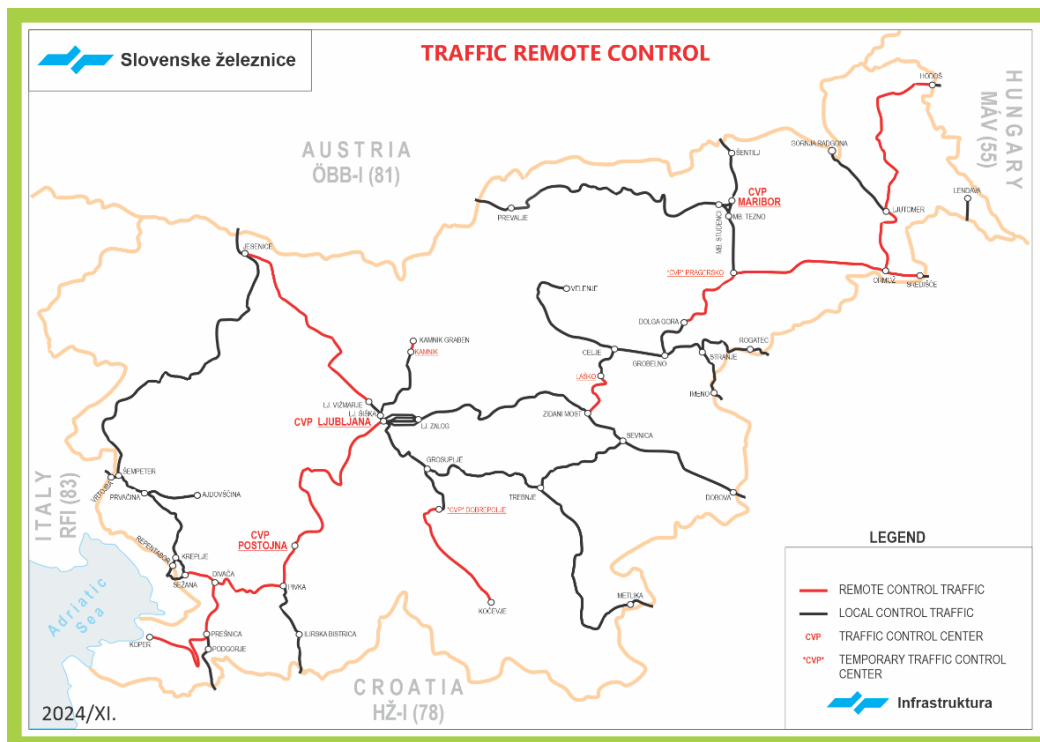 Slovenske železnice
TRAFFIC REMOTE CONTROL
HUNGARY
MÁV (55)
AUSTRIA
ÖBB-I (81)
HODOŠ
ŠENTILJ
GORNJA RADGONA
LENDAVA
CVP
MARIBOR
PREVALJE
MB. TEZNO
MB. STUDENCI
LJUTOMER
JESENICE
"CVP" PRAGERSKO
ORMOŽ
SREDIŠČE
VELENJE
DOLGA GORA
KAMNIK GRABEN
KAMNIK
CELJE
GROBELNO
STRANJE
ROGATEC
LAŠKO
IMENO
LJ. VIŽMARJE
LJ. ŠIŠKA
CVP LJUBLJANA
LJ. ZALOG
ZIDANI MOST
SEVNICA
GROSUPLJE
TREBNJE
DOBOVA
ŠEMPETER
VRTOJBA
PRVAČINA
AJDOVŠČINA
ITALY
RFI (83)
"CVP" DOBREPOLJE
CVP
POSTOJNA
REPENTABOR
KREPLJE
SEŽANA
DIVAČA
PIVKA
KOČEVJE
METLIKA
Adriatic
Sea
KOPER
PREŠNICA
PODGORJE
ILIRSKA BISTRICA
CROATIA
HŽ-I (78)
LEGEND
REMOTE CONTROL TRAFFIC
LOCAL CONTROL TRAFFIC
CVP TRAFFIC CONTROL CENTER
"CVP" TEMPORARY TRAFFIC CONTROL
CENTER
Infrastruktura
2024/XI.